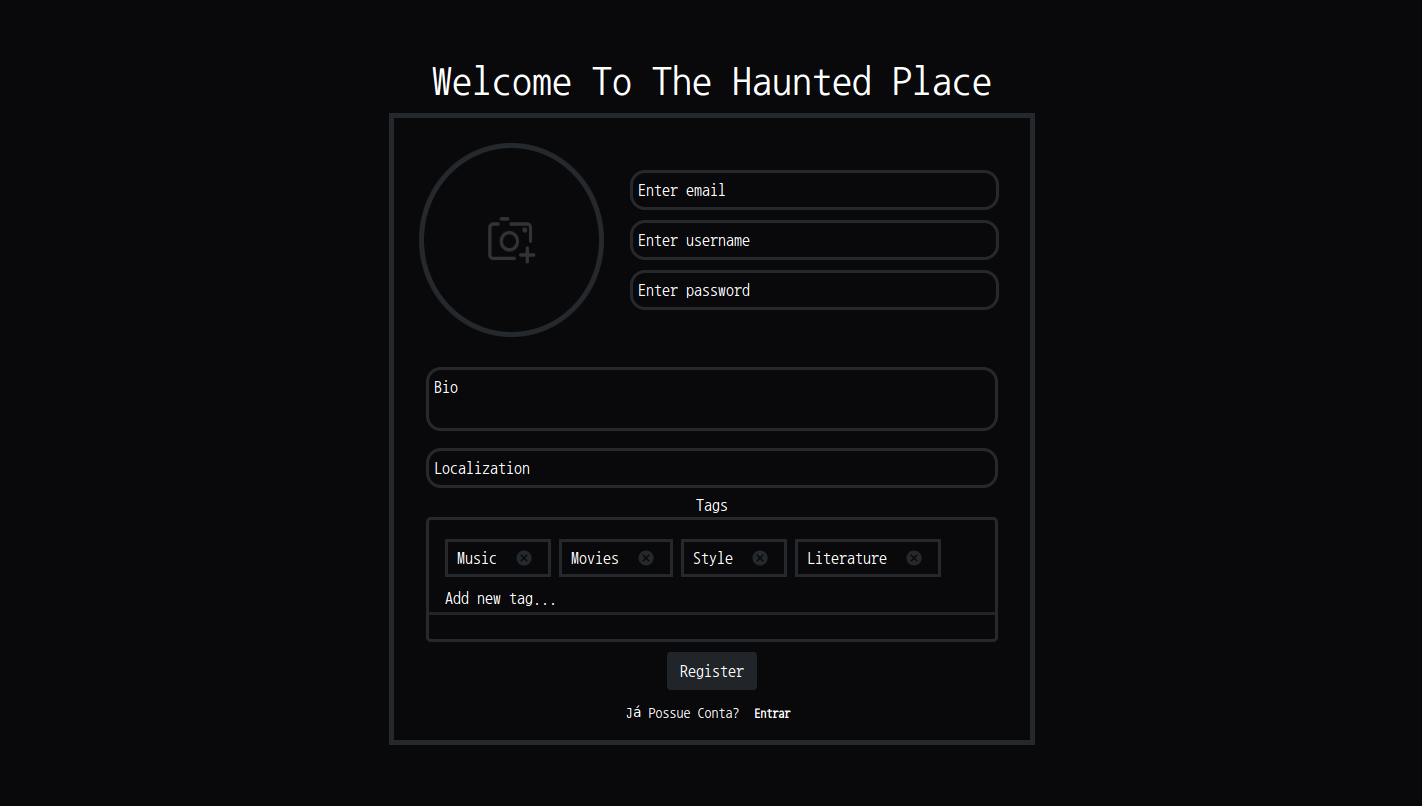 Welcome To The Haunted Place
Enter email
Enter username
Enter password
Bio
Localization
Tags
Music Movies Style Literature
Add new tag...
Register
Já Possue Conta? Entrar